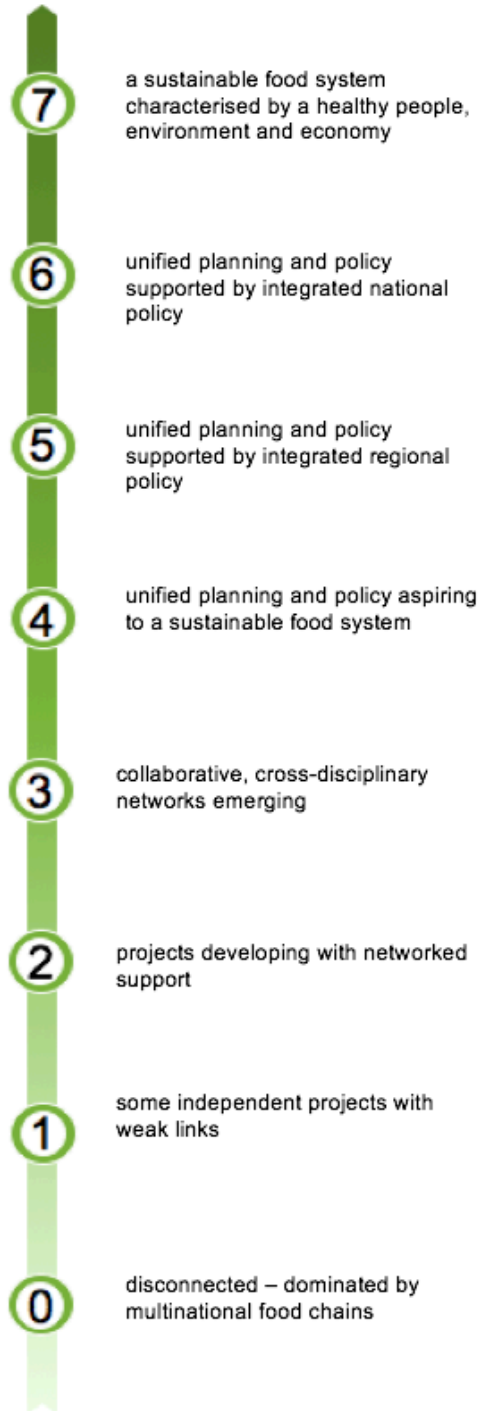 7
a sustainable food system
characterised by a healthy people,
environment and economy
6
unified planning and policy
supported by integrated national
policy
5
unified planning and policy
supported by integrated regional
policy
4
unified planning and policy aspiring
to a sustainable food system
3
collaborative, cross-disciplinary
networks emerging
2
projects developing with networked
support
1
some independent projects with
weak links
0
disconnected – dominated by
multinational food chains